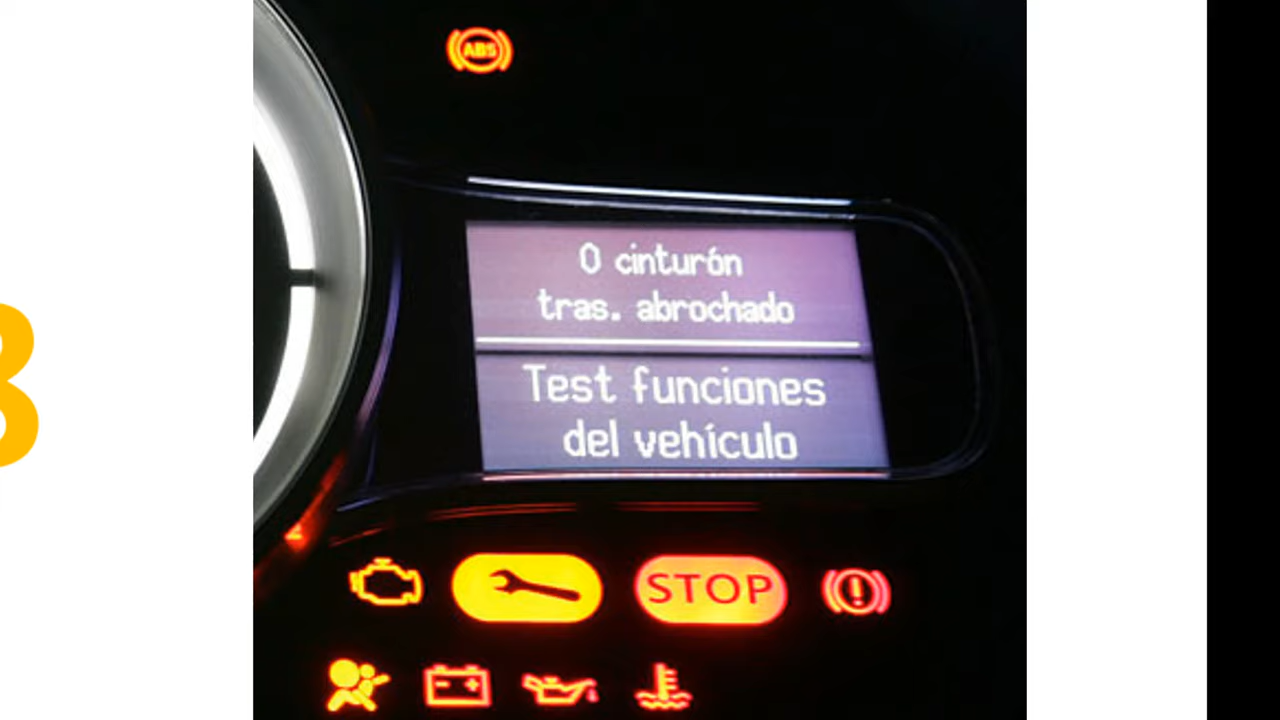 ABS
0 cinturón
tras. abrochado
Test funciones
del vehículo
STOP